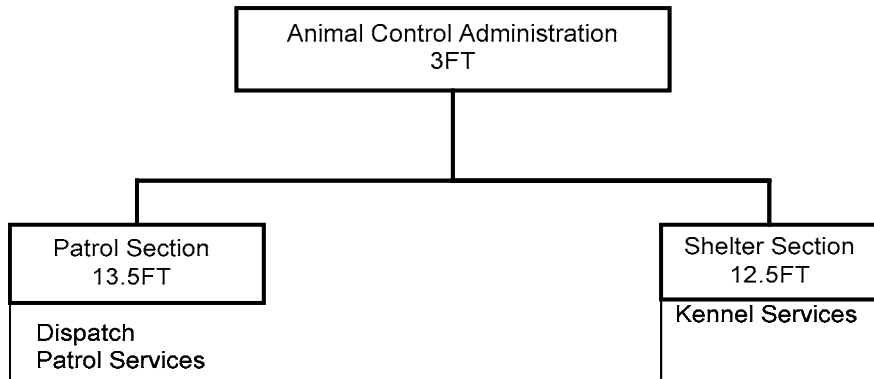 Animal Control Administration
3FT
Patrol Section
13.5FT
Dispatch
Patrol Services
Shelter Section
12.5FT
Kennel Services